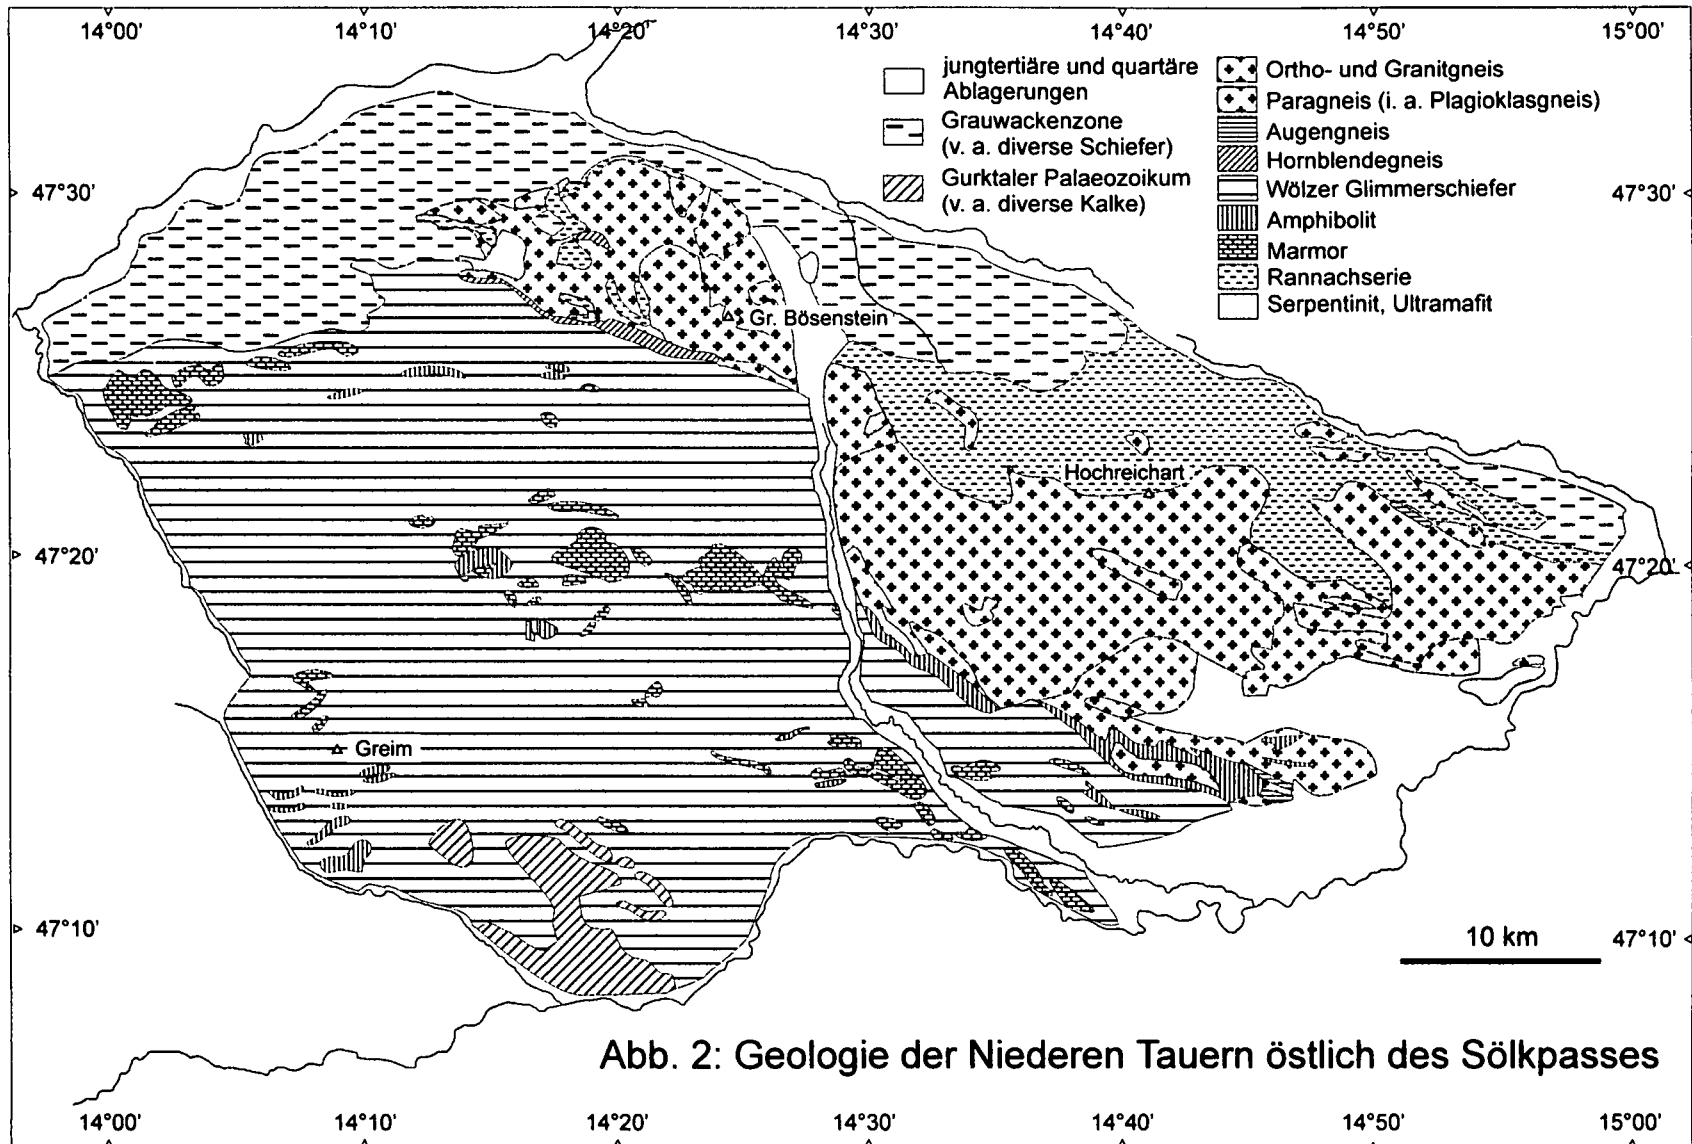 14°00' 14°10' 14°20' 14°30' 14°40' 14°50' 15°00'
jungtertiäre und quartäre
Ablagerungen
Grauwackenzone
(v. a. diverse Schiefer)
Gurktaler Palaeozoikum
(v. a. diverse Kalke)
Ortho- und Granitgneis
Paragneis (i. a. Plagioklasgneis)
Augengneis
Hornblendegneis
Wölzer Glimmerschiefer
Amphibolit
Marmor
Rannachserie
Serpentinit, Ultramafit
47°30' 47°30'
Gr. Bösenstein
Hochreichart
47°20' 47°20'
Greim
47°10' 47°10'
10 km
Abb. 2: Geologie der Niederen Tauern östlich des Sölkpasses
14°00' 14°10' 14°20' 14°30' 14°40' 14°50' 15°00'